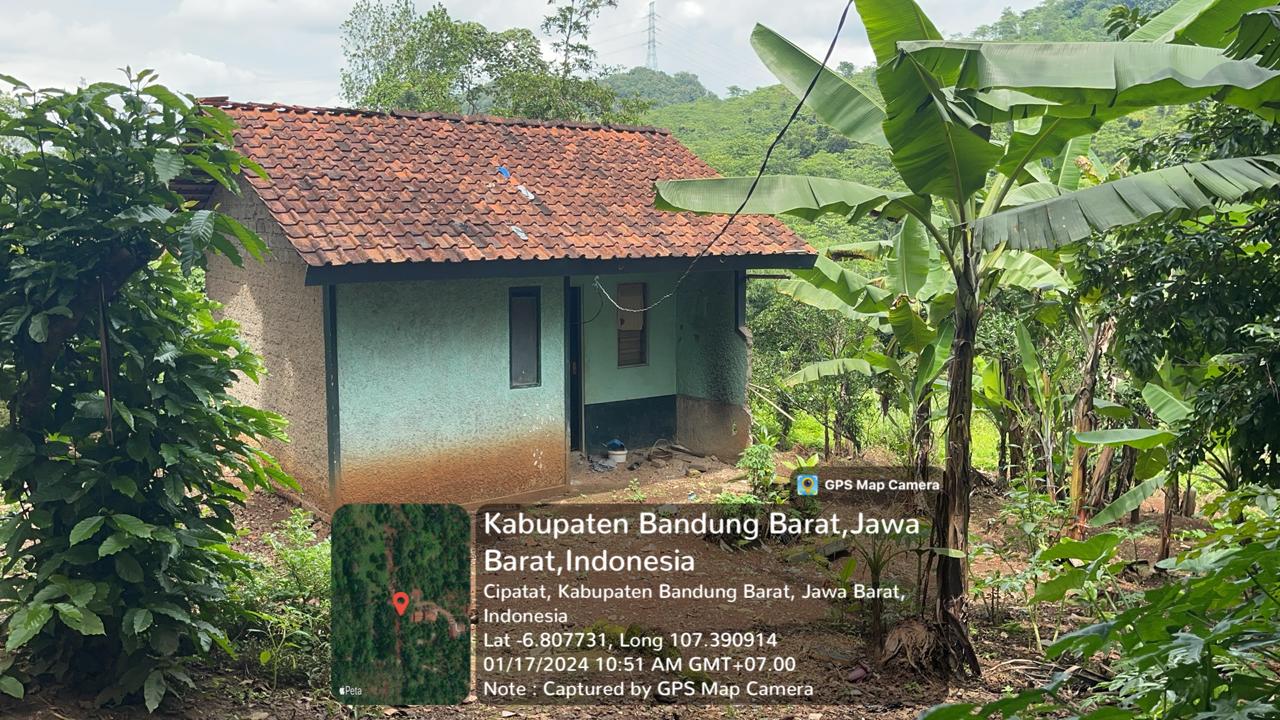 GPS Map Camera
Kabupaten Bandung Barat,Jawa
Barat,Indonesia
Cipatat, Kabupaten Bandung Barat, Jawa Barat,
Indonesia
Lat -6.807731, Long 107.390914
01/17/2024 10:51 AM GMT+07.00
Note : Captured by GPS Map Camera
Peta